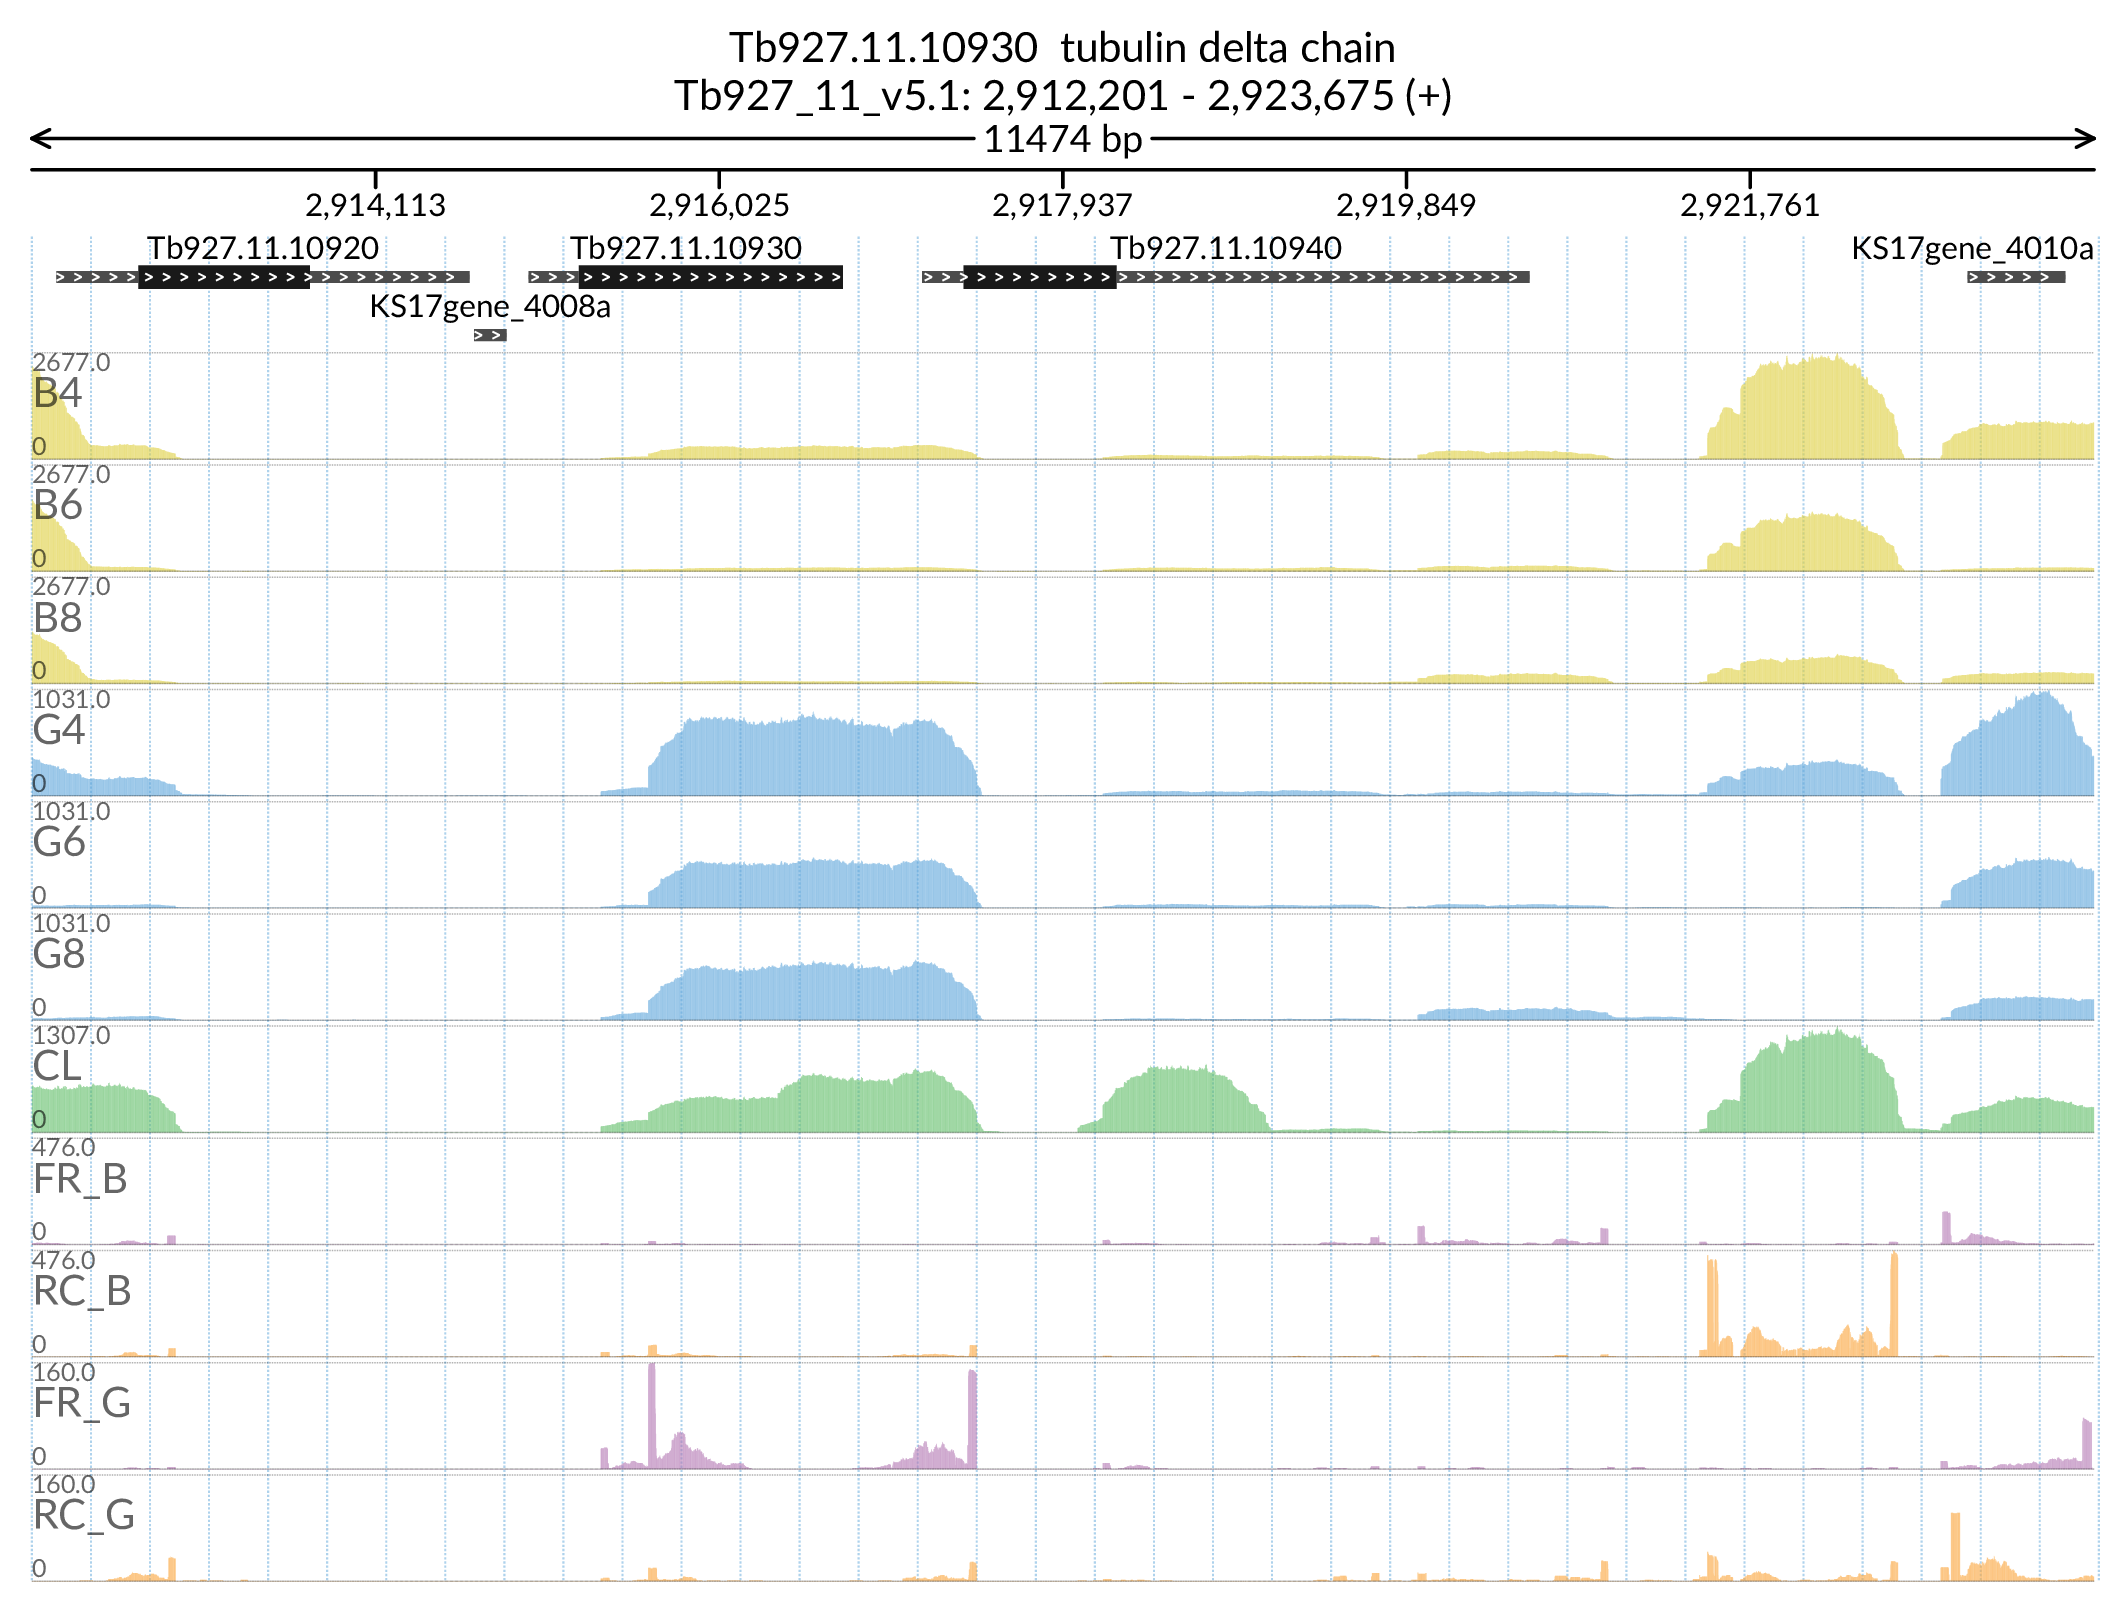 Tb927.11.10930  tubulin delta chain
Tb927_11_v5.1: 2,912,201 - 2,923,675 (+)
11474 bp
2,914,113 2,916,025 2,917,937 2,919,849 2,921,761
Tb927.11.10920 Tb927.11.10930 Tb927.11.10940 KS17gene_4010a
KS17gene_4008a
2677.0
B4
0
2677.0
B6
0
2677.0
B8
0
1031.0
G4
0
1031.0
G6
0
1031.0
G8
0
1307.0
CL
0
476.0
FR_B
0
476.0
RC_B
0
160.0
FR_G
0
160.0
RC_G
0